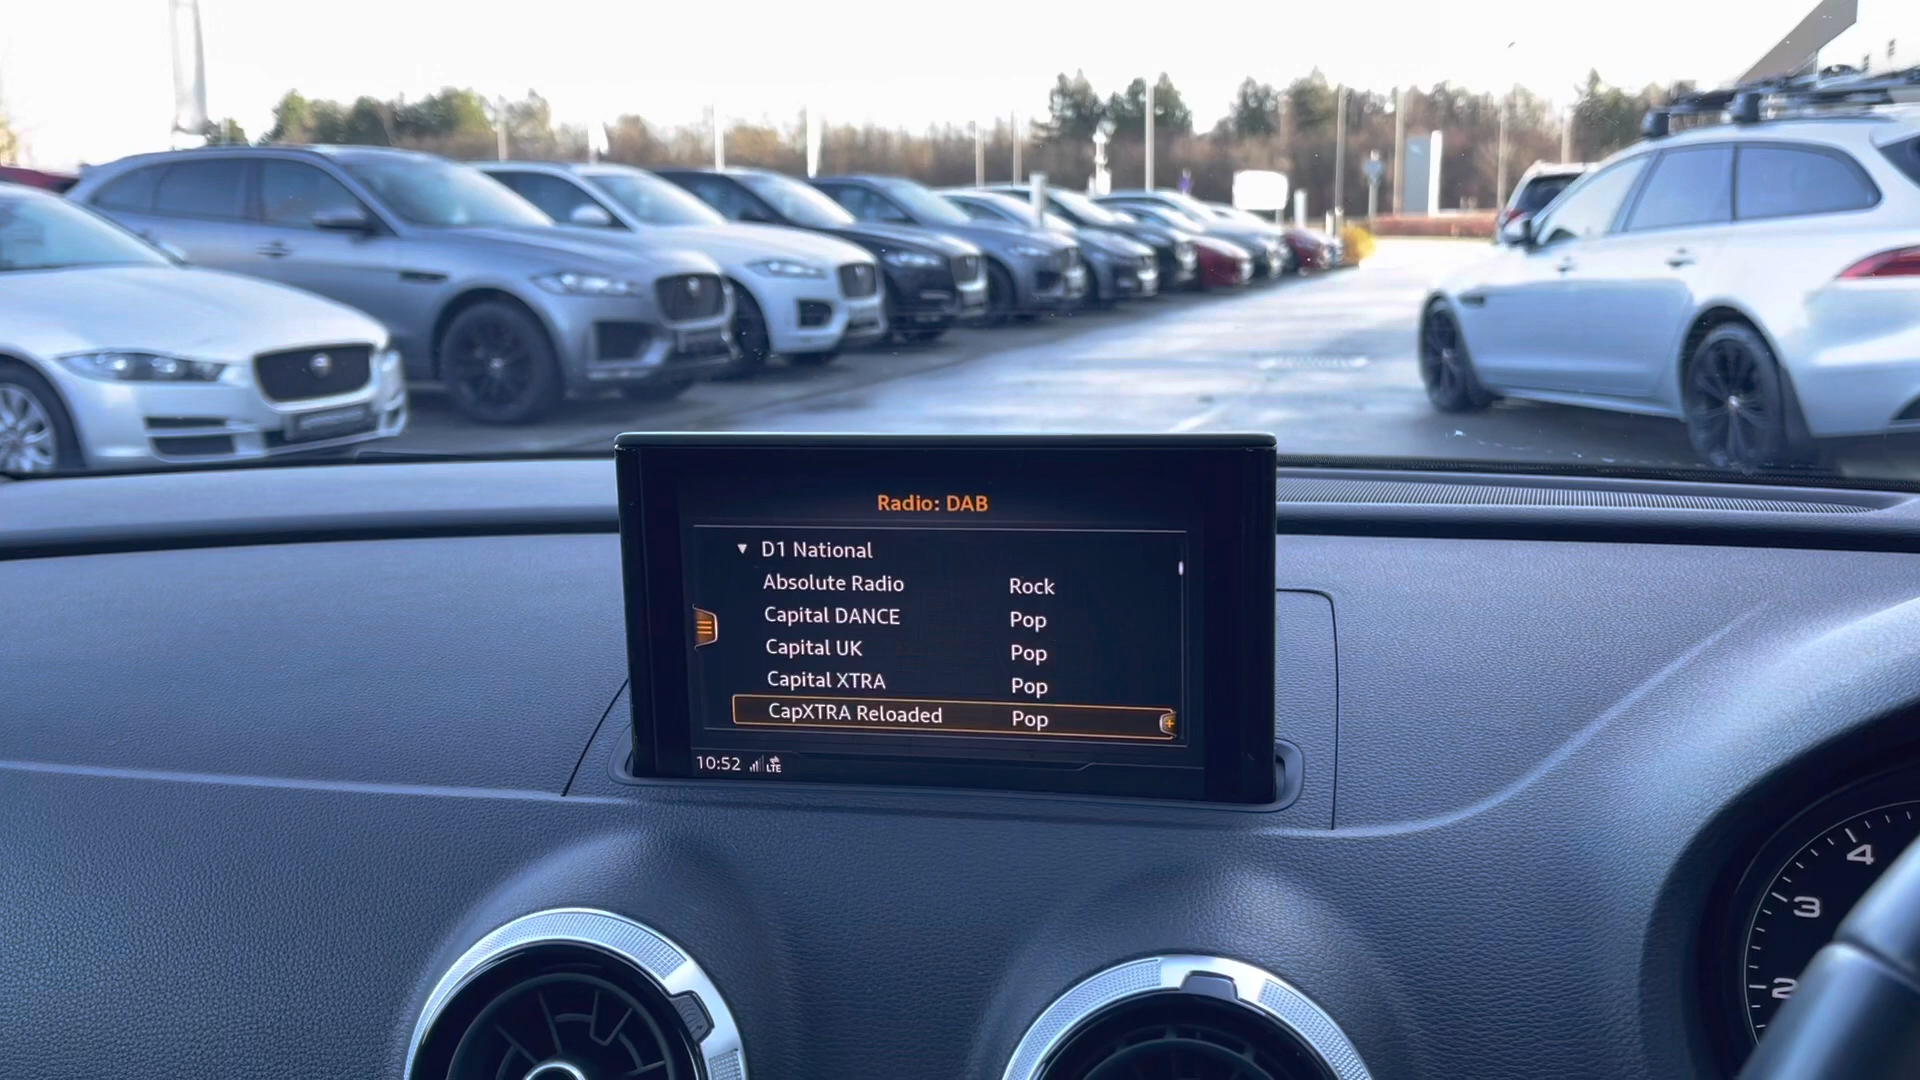 Radio: DAB
D1 National
Absolute Radio Rock
Capital DANCE Pop
Capital UK Pop
Capital XTRA Pop
CapXTRA Reloaded Pop
10:52 LTE
4
3
2